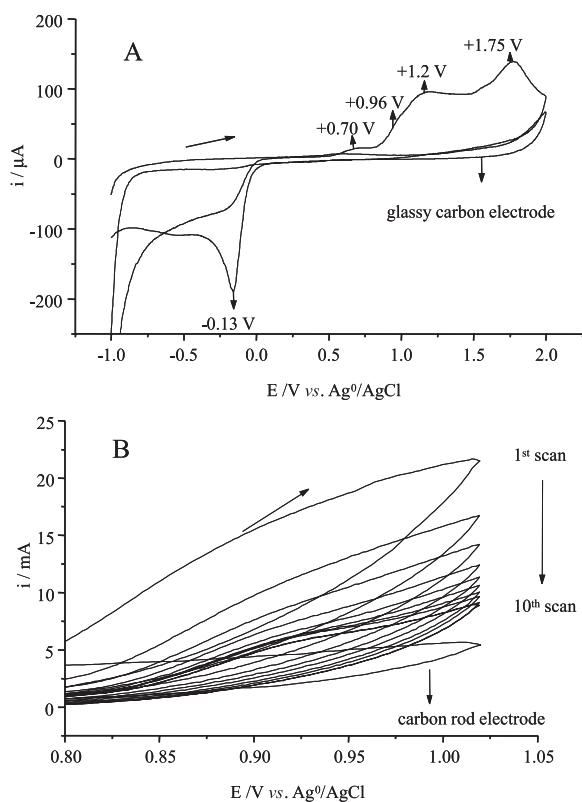 A
200
100
0
-100
-200
i / µA
+0.70 V
+0.96 V
+1.2 V
+1.75 V
glassy carbon electrode
-0.13 V
-1.0 -0.5 0.0 0.5 1.0 1.5 2.0
E /V vs. Ag⁰/AgCl
B
25
20
15
10
5
0
i / mA
1st scan
10th scan
carbon rod electrode
0.80 0.90 0.95 1.00 1.05
E /V vs. Ag⁰/AgCl